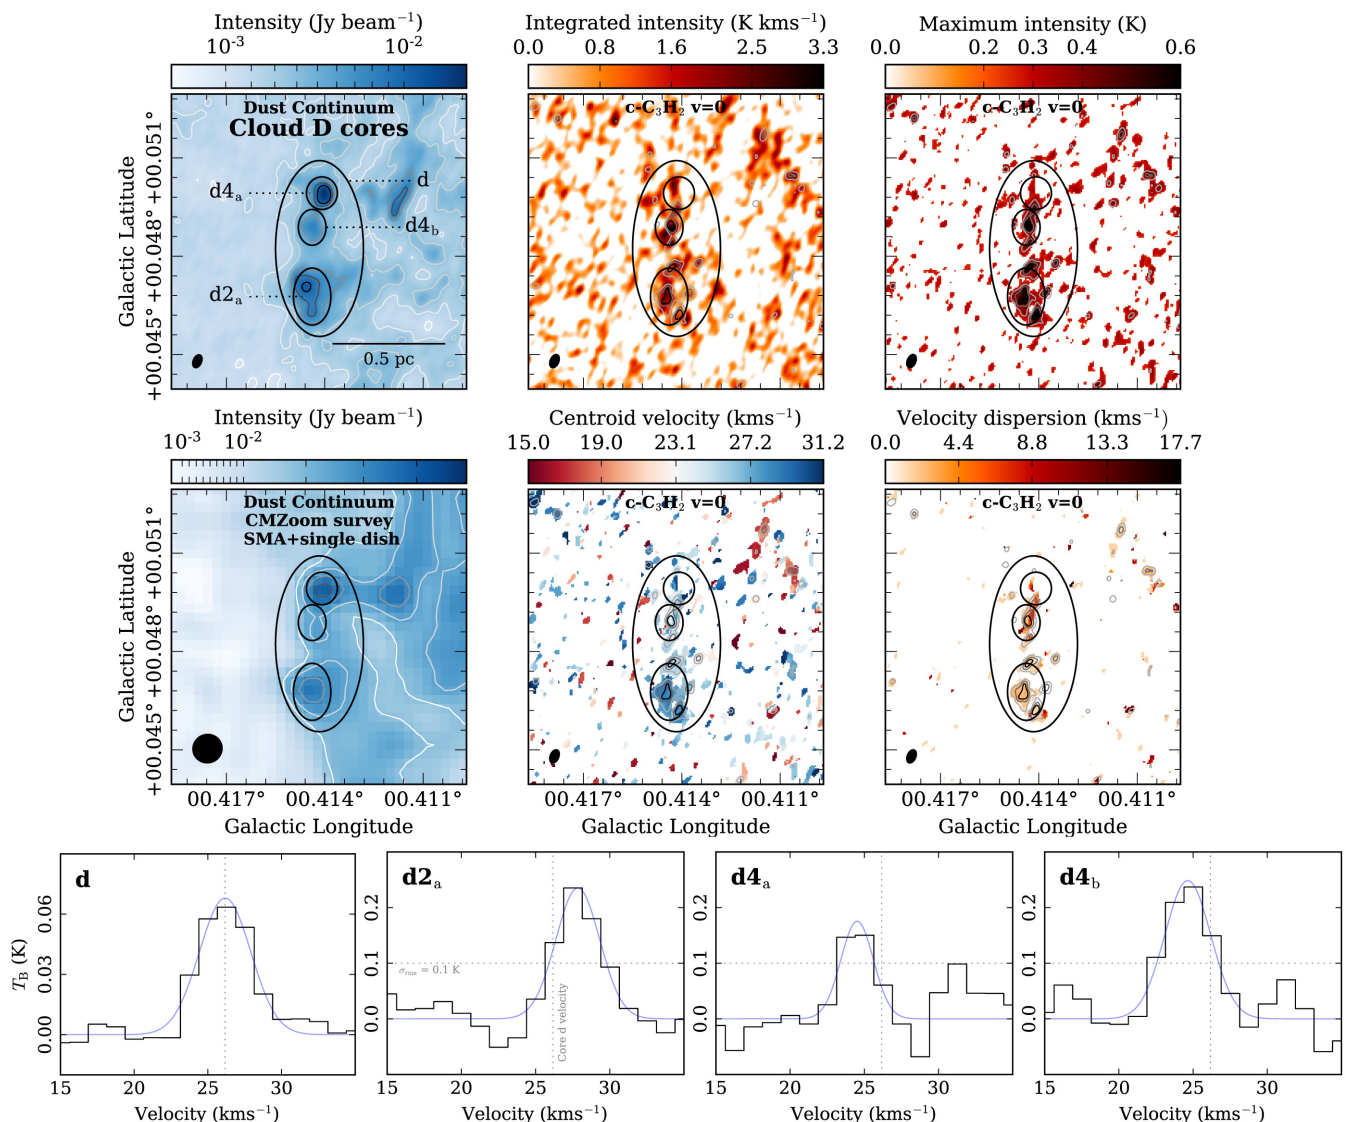 Intensity (Jy beam⁻¹)
10⁻³ 10⁻²
Integrated intensity (K kms⁻¹)
0.0 0.8 1.6 2.5 3.3
Maximum intensity (K)
0.0 0.2 0.3 0.4 0.6
Dust Continuum
Cloud D cores
d
d4ₐ
d4_b
d2ₐ
0.5 pc
Galactic Latitude
+00.045° +00.048° +00.051°
c-C₃H₂ v=0
c-C₃H₂ v=0
Intensity (Jy beam⁻¹)
10⁻³ 10⁻²
Centroid velocity (kms⁻¹)
15.0 19.0 23.1 27.2 31.2
Velocity dispersion (kms⁻¹)
0.0 4.4 8.8 13.3 17.7
Dust Continuum
CMZoom survey
SMA+single dish
Galactic Latitude
+00.045° +00.048° +00.051°
c-C₃H₂ v=0
c-C₃H₂ v=0
00.417° 00.414° 00.411°
Galactic Longitude
00.417° 00.414° 00.411°
Galactic Longitude
00.417° 00.414° 00.411°
Galactic Longitude
d
T_B (K)
0.00 0.03 0.06
15 20 25 30
Velocity (kms⁻¹)
d2ₐ
0.0 0.1 0.2
σ_rms = 0.1 K
Core d velocity
15 20 25 30
Velocity (kms⁻¹)
d4ₐ
0.0 0.1 0.2
15 20 25 30
Velocity (kms⁻¹)
d4_b
0.0 0.1 0.2
15 20 25 30
Velocity (kms⁻¹)